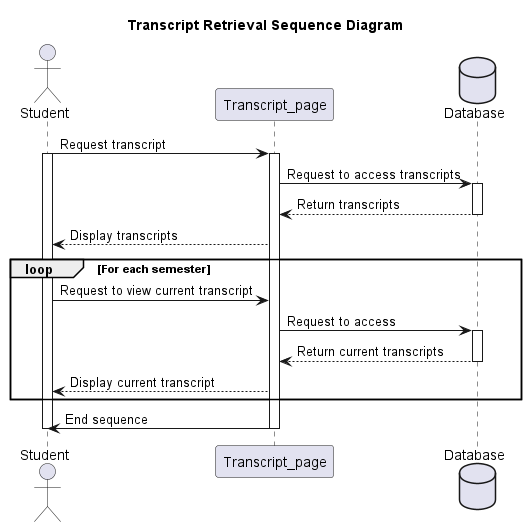 Transcript Retrieval Sequence Diagram
Student
Transcript_page
Database
Request transcript
Request to access transcripts
Return transcripts
Display transcripts
loop [For each semester]
Request to view current transcript
Request to access
Return current transcripts
Display current transcript
End sequence
Student
Transcript_page
Database